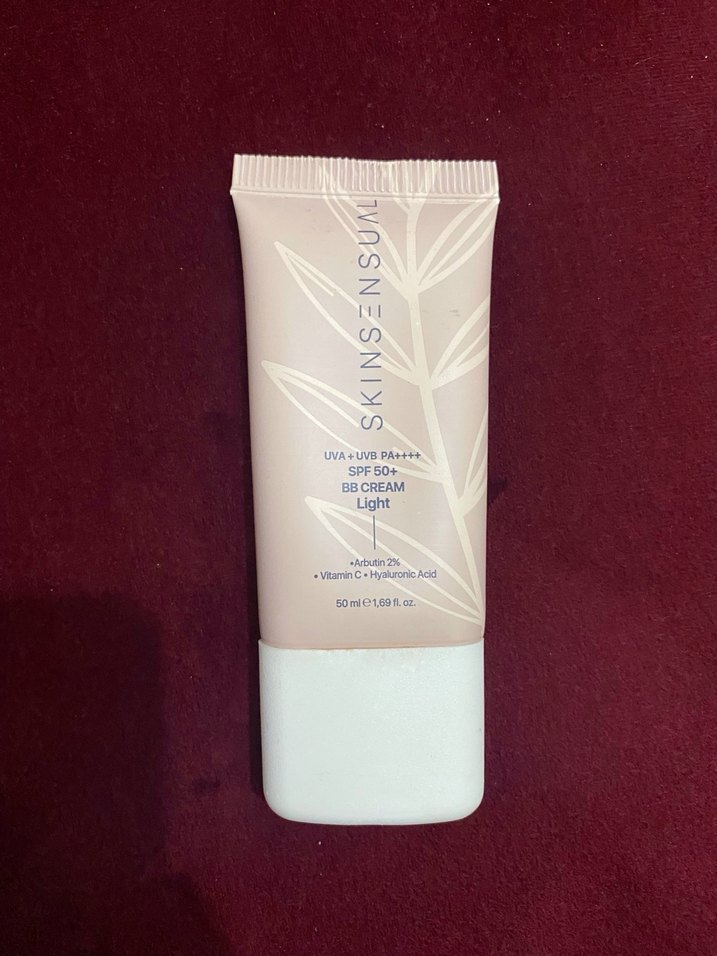 SKINSENSUAL
UVA + UVB PA++++
SPF 50+
BB CREAM
Light
•Arbutin 2%
• Vitamin C • Hyaluronic Acid
50 ml ℮ 1,69 fl. oz.